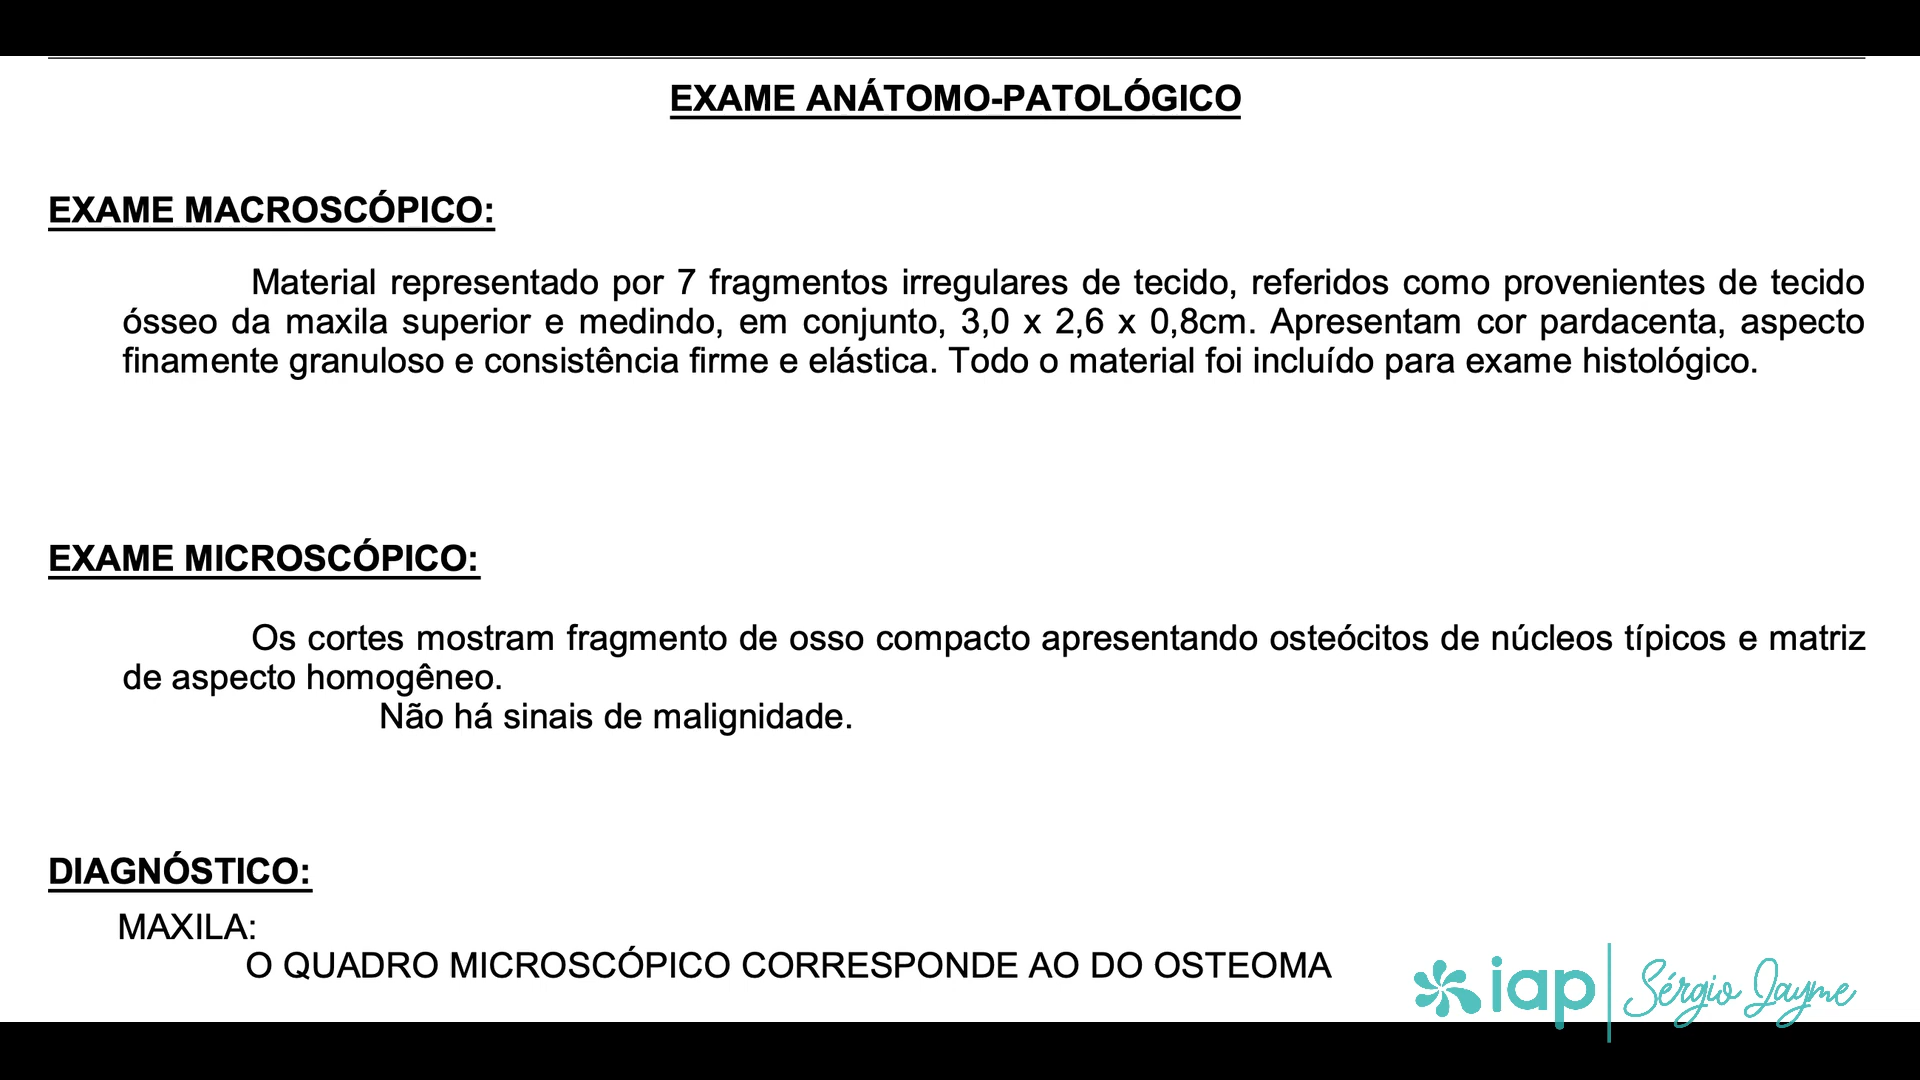 EXAME ANÁTOMO-PATOLÓGICO
EXAME MACROSCÓPICO:
Material representado por 7 fragmentos irregulares de tecido, referidos como provenientes de tecido
ósseo da maxila superior e medindo, em conjunto, 3,0 x 2,6 x 0,8cm. Apresentam cor pardacenta, aspecto
finamente granuloso e consistência firme e elástica. Todo o material foi incluído para exame histológico.
EXAME MICROSCÓPICO:
Os cortes mostram fragmento de osso compacto apresentando osteócitos de núcleos típicos e matriz
de aspecto homogêneo.
Não há sinais de malignidade.
DIAGNÓSTICO:
MAXILA:
O QUADRO MICROSCÓPICO CORRESPONDE AO DO OSTEOMA
iap Sérgio Jayme